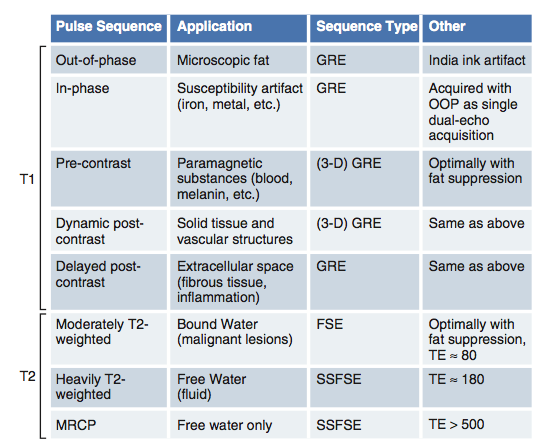 Pulse Sequence Application Sequence Type Other
Out-of-phase Microscopic fat GRE India ink artifact
In-phase Susceptibility artifact GRE Acquired with
(iron, metal, etc.) OOP as single
dual-echo
acquisition
T1
Pre-contrast Paramagnetic (3-D) GRE Optimally with
substances (blood, fat suppression
melanin, etc.)
Dynamic post- Solid tissue and (3-D) GRE Same as above
contrast vascular structures
Delayed post- Extracellular space GRE Same as above
contrast (fibrous tissue,
inflammation)
Moderately T2- Bound Water FSE Optimally with
weighted (malignant lesions) fat suppression,
TE ≈ 80
T2
Heavily T2- Free Water SSFSE TE ≈ 180
weighted (fluid)
MRCP Free water only SSFSE TE > 500